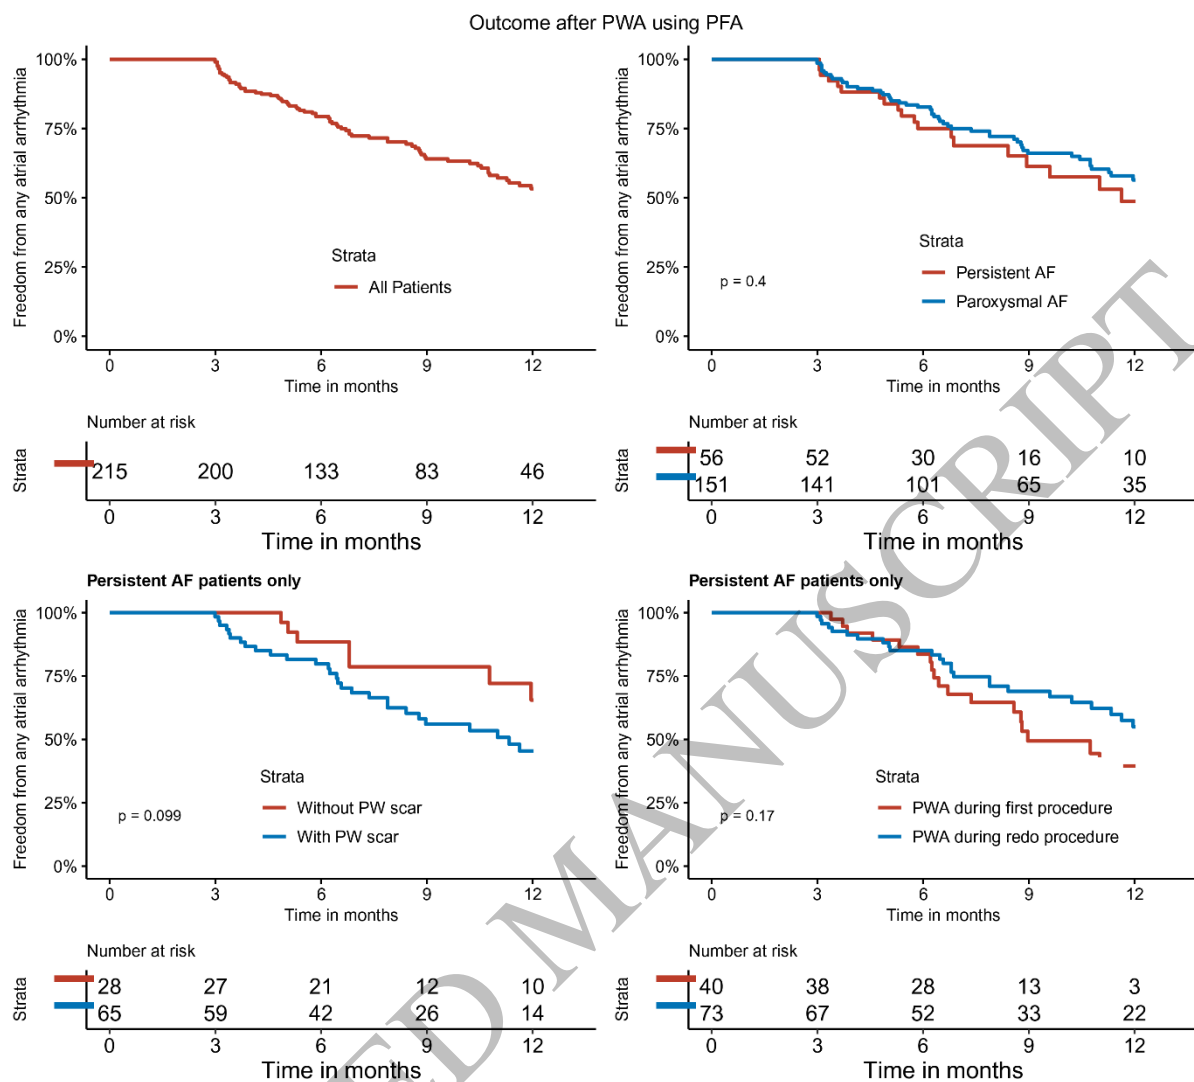 Outcome after PWA using PFA
Freedom from any atrial arrhythmia
100%
75%
50%
25%
0%
Strata
All Patients
0 3 6 9 12
Time in months
Number at risk
Strata
215 200 133 83 46
0 3 6 9 12
Time in months
Freedom from any atrial arrhythmia
100%
75%
50%
25%
0%
Strata
Persistent AF
Paroxysmal AF
p = 0.4
0 3 6 9 12
Time in months
Number at risk
Strata
56 52 30 16 10
151 141 101 65 35
0 3 6 9 12
Time in months
Persistent AF patients only
Freedom from any atrial arrhythmia
100%
75%
50%
25%
0%
Strata
Without PW scar
With PW scar
p = 0.099
0 3 6 9 12
Time in months
Number at risk
Strata
28 27 21 12 10
65 59 42 26 14
0 3 6 9 12
Time in months
Persistent AF patients only
Freedom from any atrial arrhythmia
100%
75%
50%
25%
0%
Strata
PWA during first procedure
PWA during redo procedure
p = 0.17
0 3 6 9 12
Time in months
Number at risk
Strata
40 38 28 13 3
73 67 52 33 22
0 3 6 9 12
Time in months
ED MANUSCRIPT